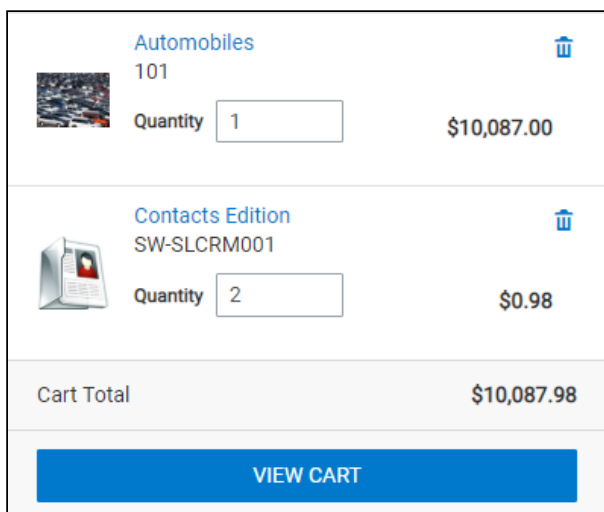 Automobiles
101
Quantity 1 $10,087.00
Contacts Edition
SW-SLCRM001
Quantity 2 $0.98
Cart Total $10,087.98
VIEW CART